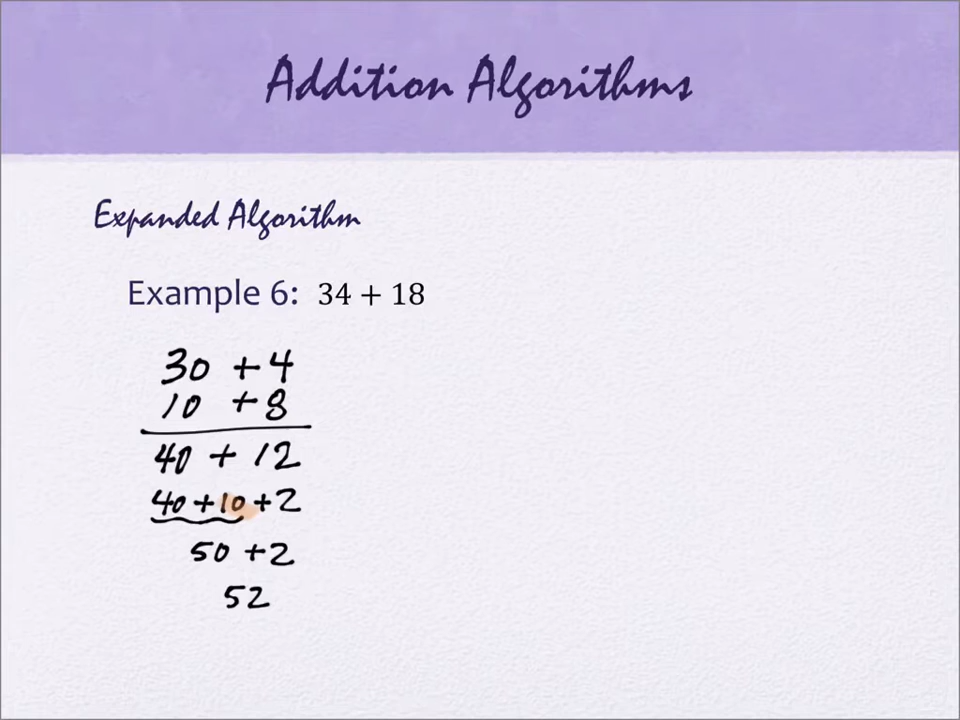 Addition Algorithms
Expanded Algorithm
Example 6: 34 + 18
30 + 4
10 + 8
40 + 12
40 + 10 + 2
50 + 2
52